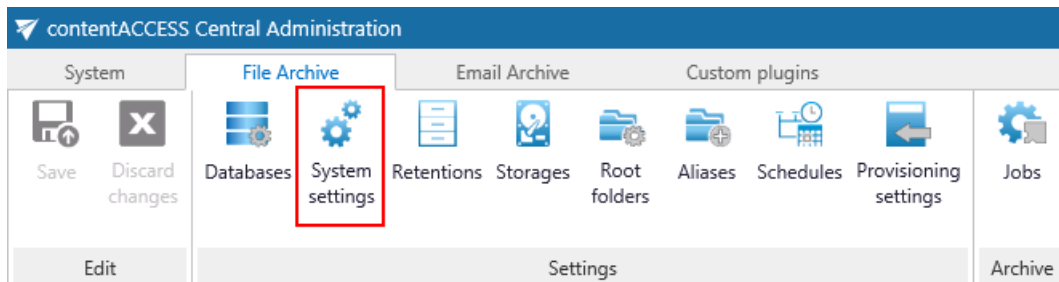 contentACCESS Central Administration
System File Archive Email Archive Custom plugins
Save Discard changes Databases System settings Retentions Storages Root folders Aliases Schedules Provisioning settings Jobs
Edit Settings Archive